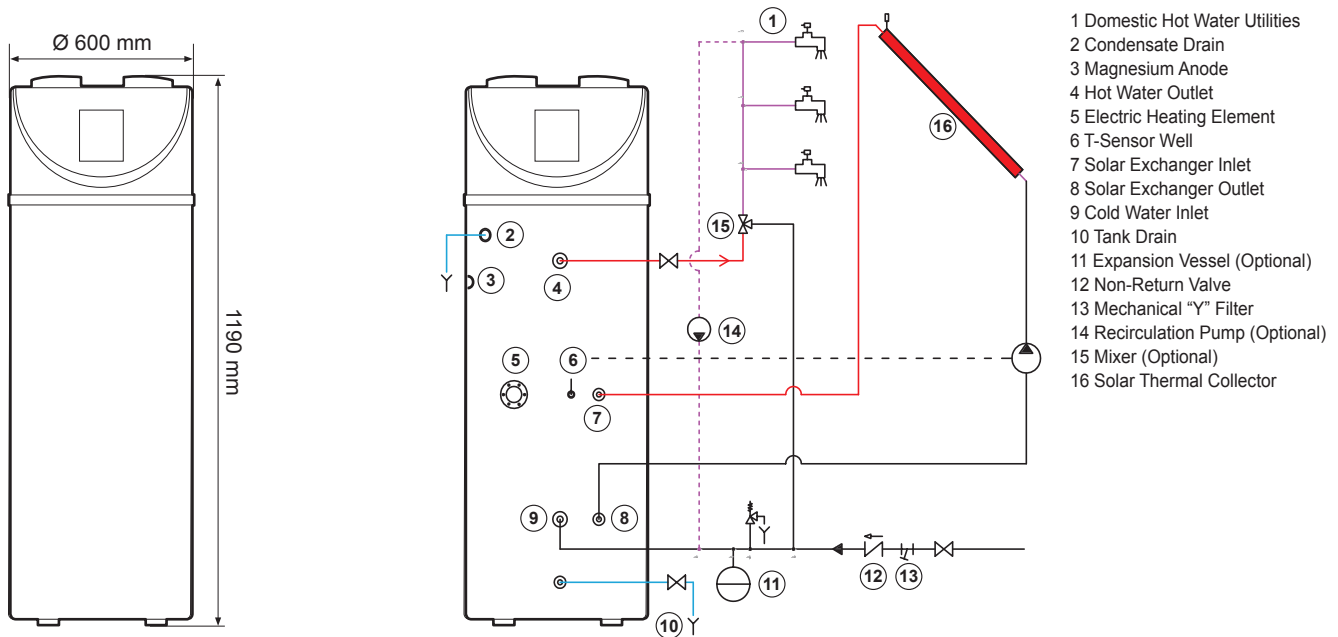 Ø 600 mm
1190 mm
1
16
15
2
3
4
14
5
6
7
9
8
11
12
13
10
1 Domestic Hot Water Utilities
2 Condensate Drain
3 Magnesium Anode
4 Hot Water Outlet
5 Electric Heating Element
6 T-Sensor Well
7 Solar Exchanger Inlet
8 Solar Exchanger Outlet
9 Cold Water Inlet
10 Tank Drain
11 Expansion Vessel (Optional)
12 Non-Return Valve
13 Mechanical “Y” Filter
14 Recirculation Pump (Optional)
15 Mixer (Optional)
16 Solar Thermal Collector